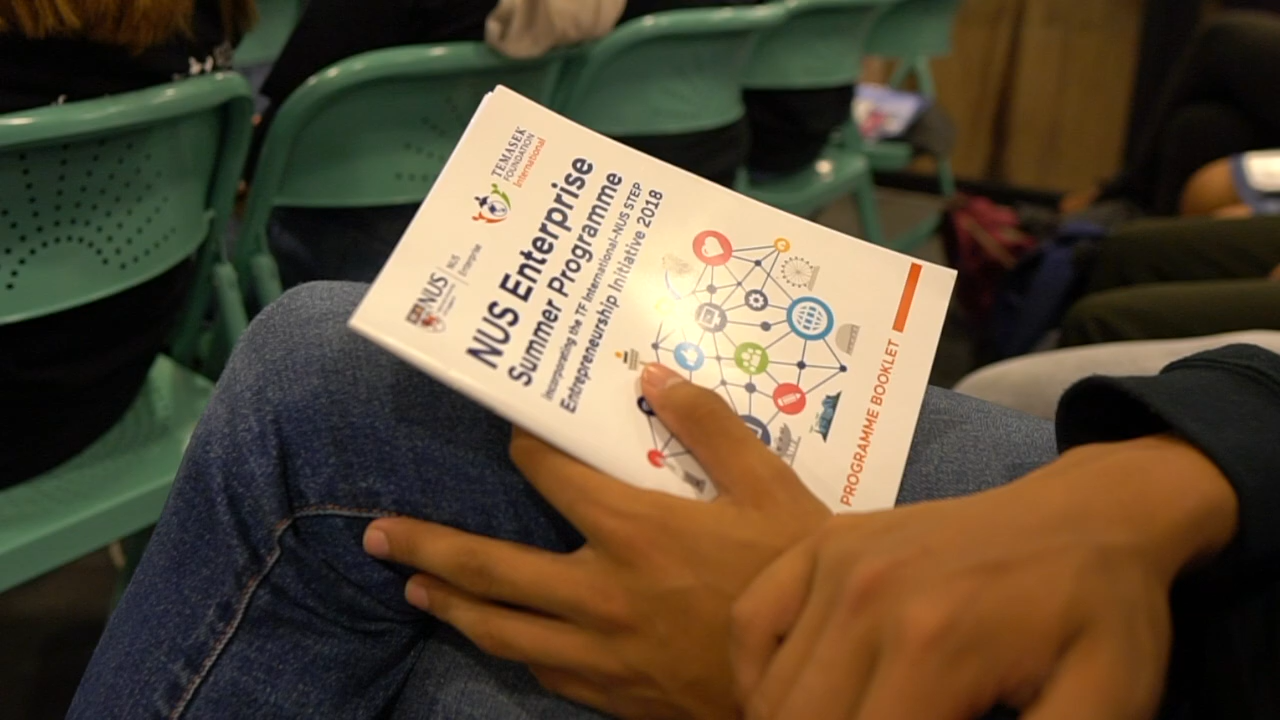 NUS
NUS
Enterprise
TEMASEK
FOUNDATION
International
NUS Enterprise
Summer Programme
Incorporating the TF International-NUS STEP
Entrepreneurship Initiative 2018
PROGRAMME BOOKLET